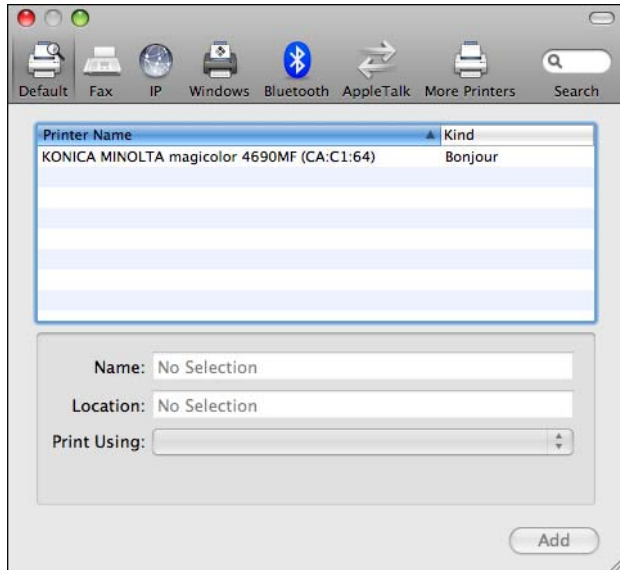 Default Fax IP Windows Bluetooth AppleTalk More Printers Search
Printer Name Kind
KONICA MINOLTA magicolor 4690MF (CA:C1:64) Bonjour
Name: No Selection
Location: No Selection
Print Using:
Add